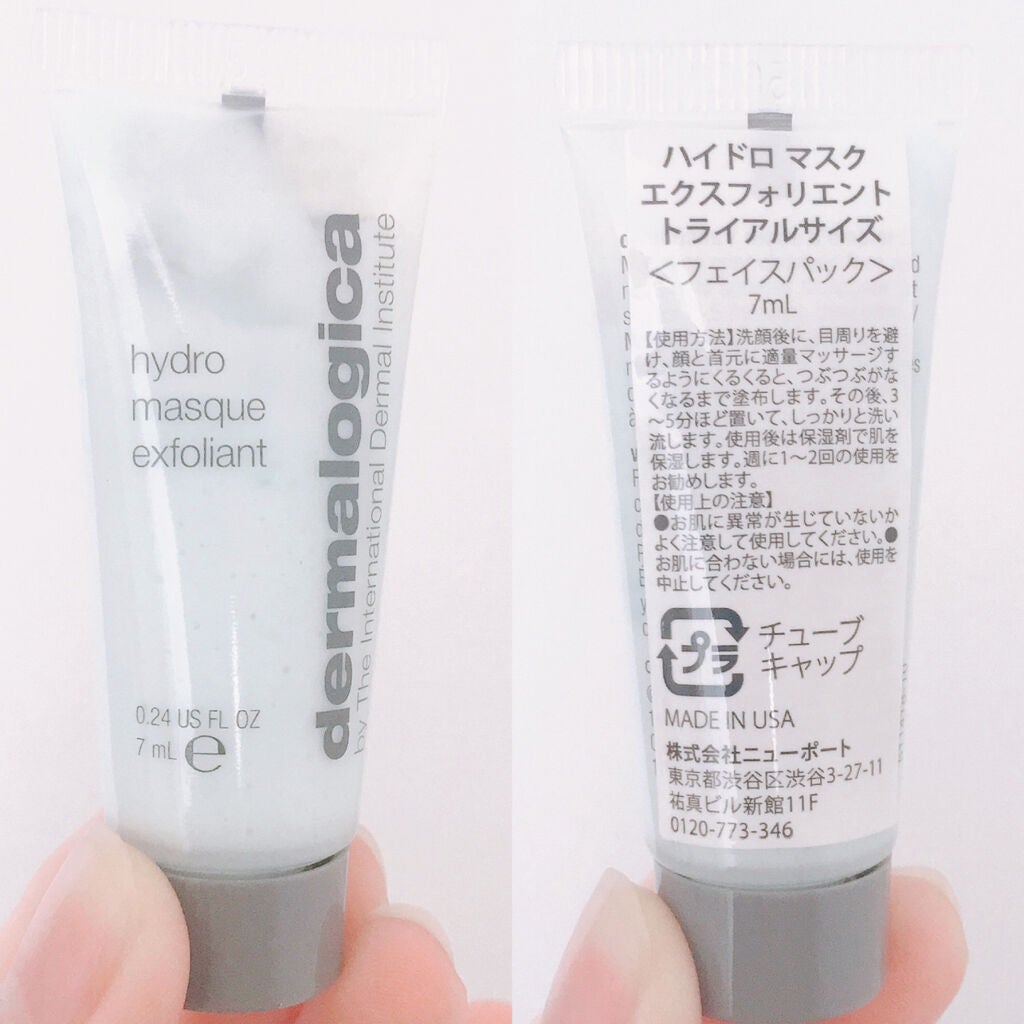 hydro
masque
exfoliant
dermalogica
by The International Dermal Institute
0.24 US FL OZ
7 mL e
ハイドロ マスク
エクスフォリエント
トライアルサイズ
＜フェイスパック＞
7mL
【使用方法】洗顔後に、目周りを避
け、顔と首元に適量マッサージす
るようにくるくると、つぶつぶがな
くなるまで塗布します。その後、3
～5分ほど置いて、しっかりと洗い
流します。使用後は保湿剤で肌を
保湿します。週に1～2回の使用を
お勧めします。
【使用上の注意】
●お肌に異常が生じていないか
よく注意して使用してください。●
お肌に合わない場合には、使用を
中止してください。
プラ
チューブ
キャップ
MADE IN USA
株式会社ニューポート
東京都渋谷区渋谷3-27-11
祐真ビル新館11F
0120-773-346